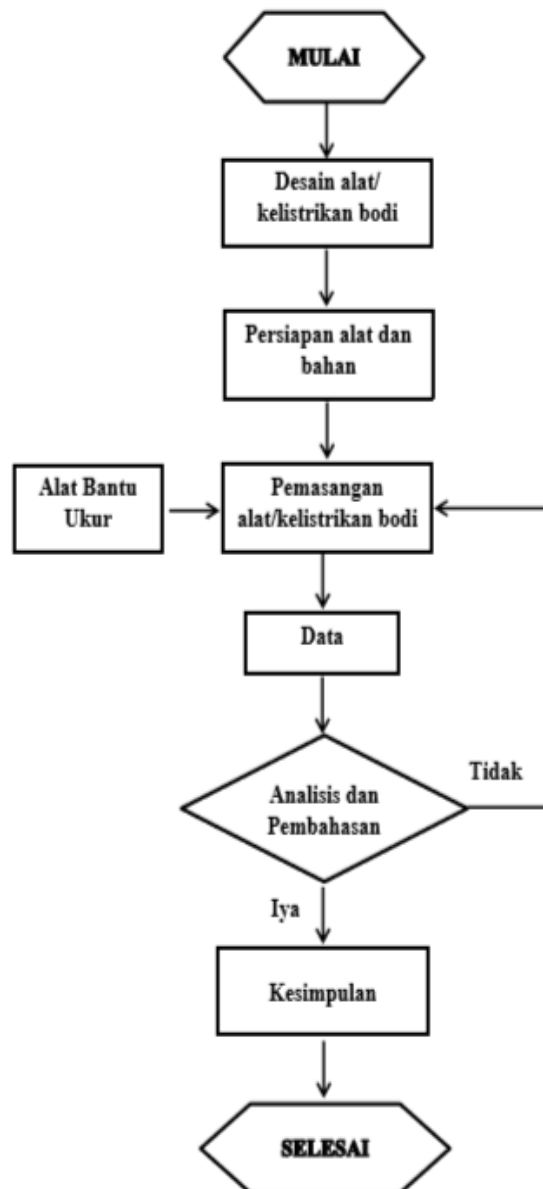 MULAI
Desain alat/
kelistrikan bodi
Persiapan alat dan
bahan
Alat Bantu
Ukur
Pemasangan
alat/kelistrikan bodi
Data
Analisis dan
Pembahasan
Tidak
Iya
Kesimpulan
SELESAI